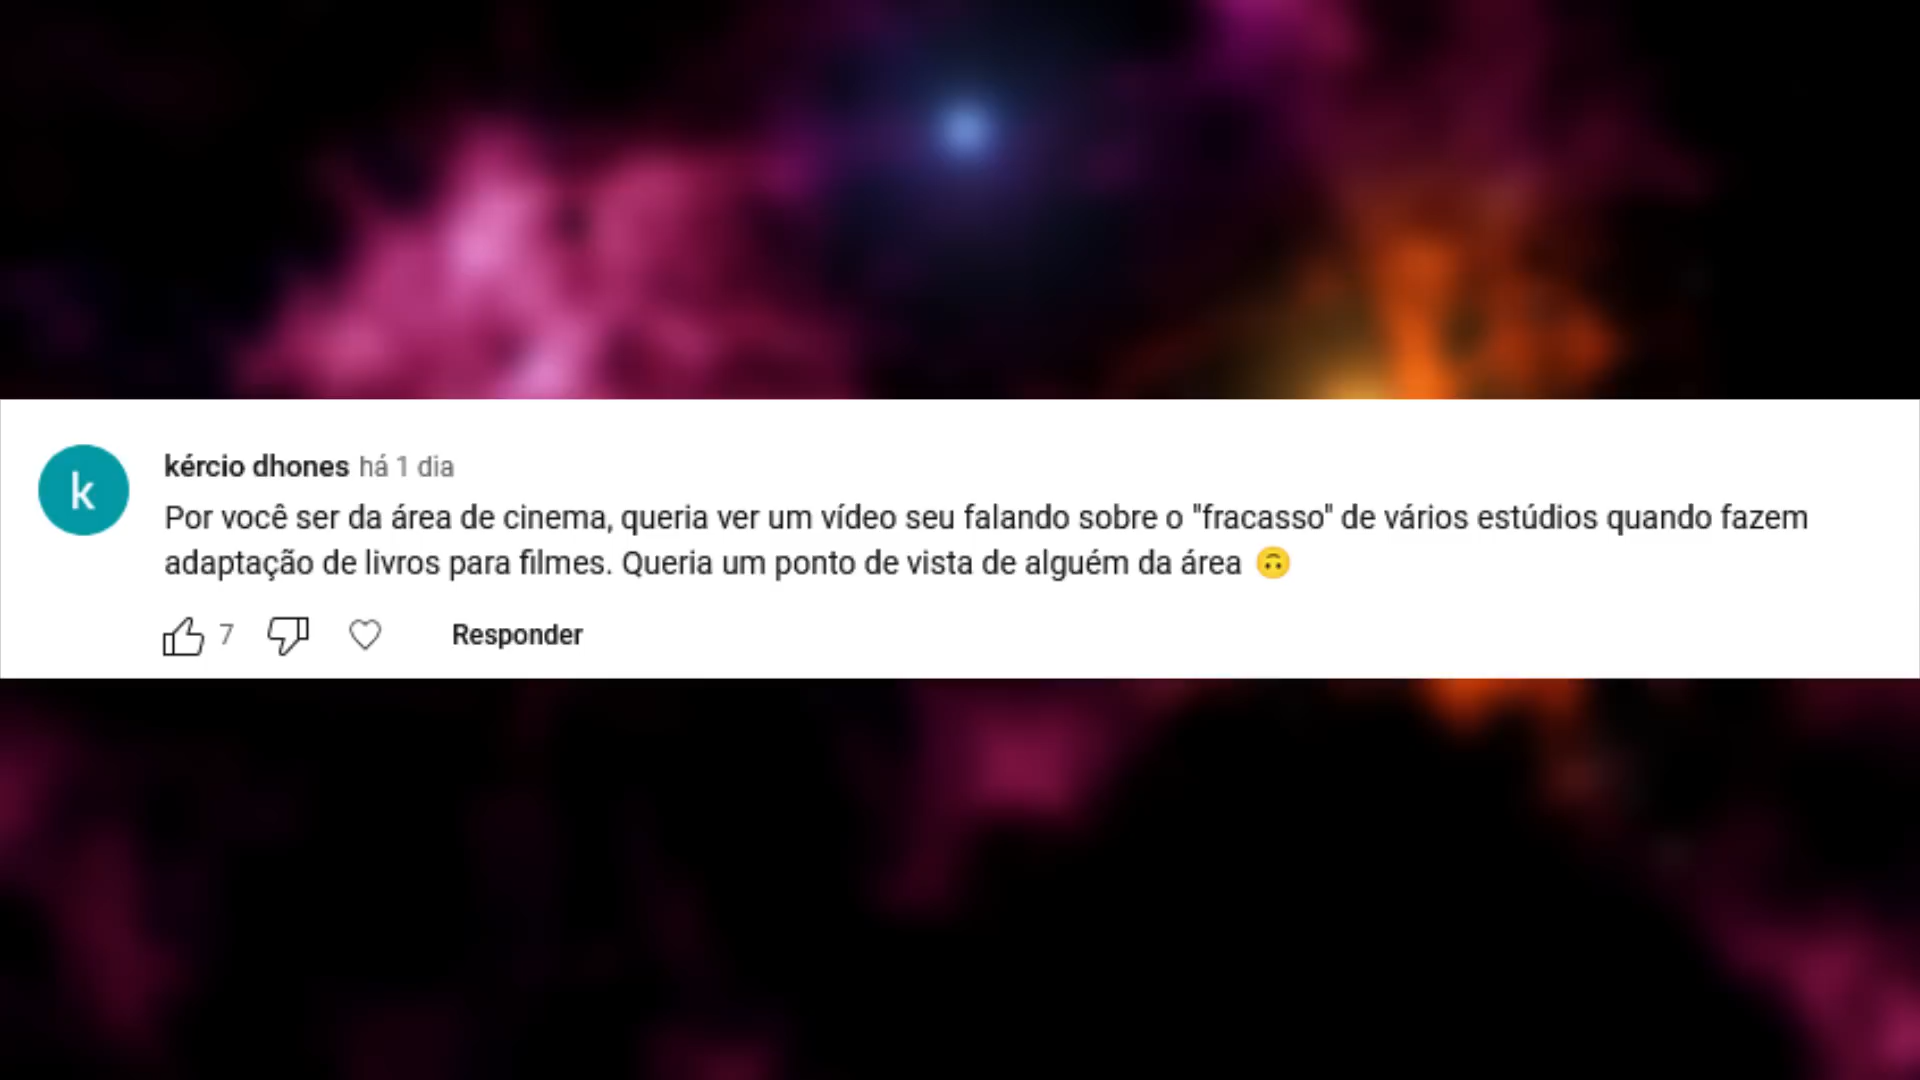 k
kércio dhones há 1 dia
Por você ser da área de cinema, queria ver um vídeo seu falando sobre o "fracasso" de vários estúdios quando fazem
adaptação de livros para filmes. Queria um ponto de vista de alguém da área 🙃
7 Responder